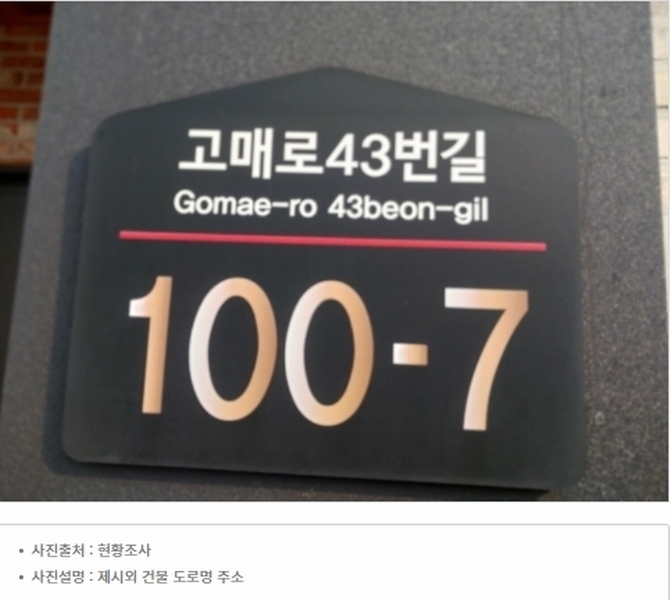 고매로43번길
Gomae-ro 43beon-gil
100-7
• 사진출처 : 현황조사
• 사진설명 : 제시외 건물 도로명 주소